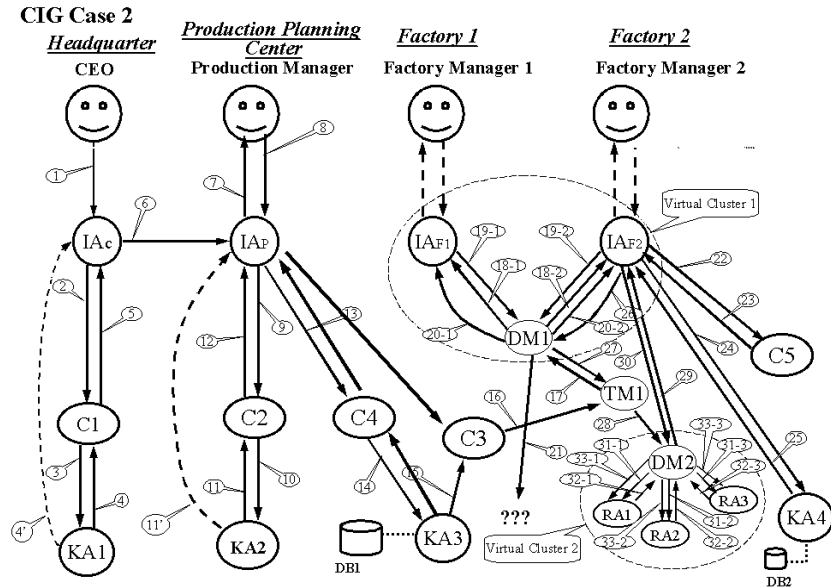 CIG Case 2
Headquarter
CEO
Production Planning
Center
Production Manager
Factory 1
Factory Manager 1
Factory 2
Factory Manager 2
1
6
7
8
Virtual Cluster 1
IAc
IAP
IAF1
IAF2
19-1
18-1
19-2
18-2
22
23
24
2
5
12
9
13
20-1
20-2
26
DM1
27
30
17
C5
29
TM1
16
28
C1
C2
C4
C3
3
4
11
10
14
15
21
33-3
31-1
33-1
32-1
31-3
32-3
DM2
25
4'
11'
RA1
RA2
RA3
33-2
31-2
32-2
???
KA1
KA2
KA3
KA4
DB1
Virtual Cluster 2
DB2